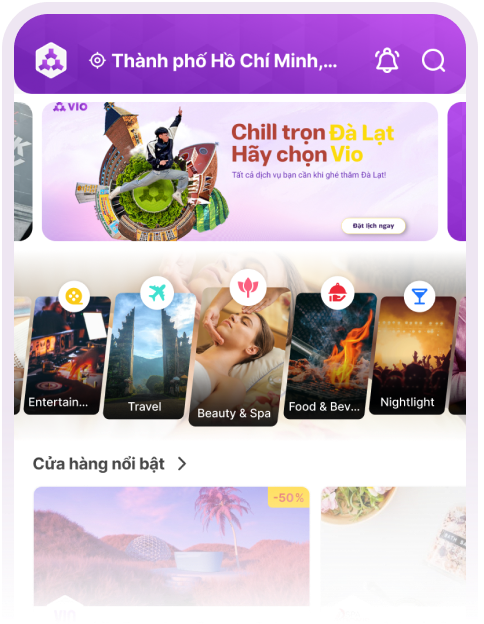 Thành phố Hồ Chí Minh,...
VIO
Chill trọn Đà Lạt
Hãy chọn Vio
Tất cả dịch vụ bạn cần khi ghé thăm Đà Lạt!
Đặt lịch ngay
Entertain...
Travel
Beauty & Spa
Food & Bev...
Nightlight
Cửa hàng nổi bật
-50%
VIO